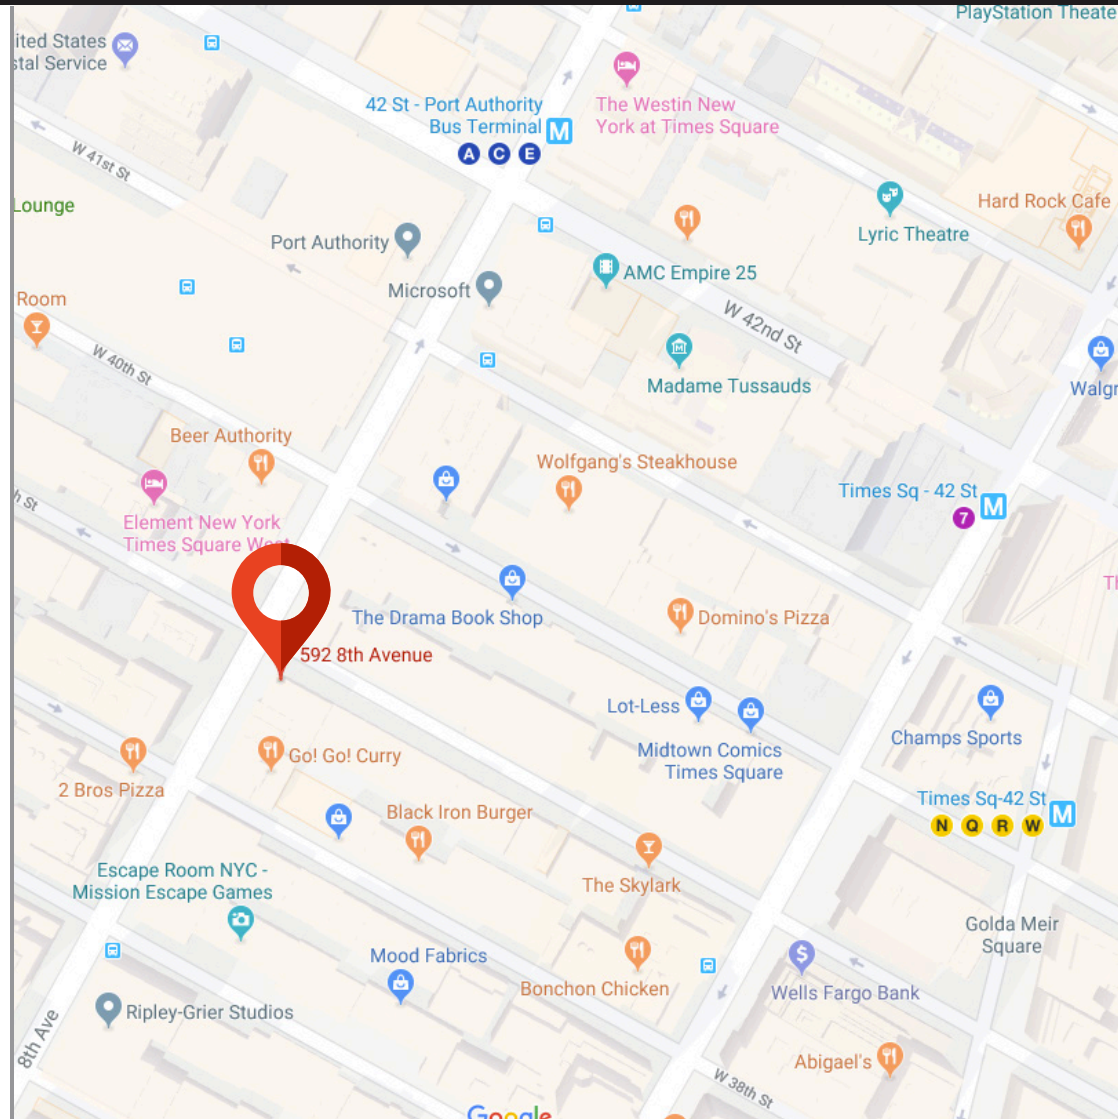 PlayStation Theate
ited States
stal Service
42 St - Port Authority
Bus Terminal
M
A C E
The Westin New
York at Times Square
W 41st St
Lounge
Port Authority
Microsoft
Lyric Theatre
Hard Rock Cafe
AMC Empire 25
Room
W 42nd St
W 40th St
Madame Tussauds
Walgr
Beer Authority
Wolfgang's Steakhouse
Times Sq - 42 St
M
7
h St
Element New York
Times Square West
Th
The Drama Book Shop
Domino's Pizza
592 8th Avenue
Lot-Less
Midtown Comics
Times Square
Champs Sports
Go! Go! Curry
2 Bros Pizza
Times Sq-42 St
M
N Q R W
Black Iron Burger
Escape Room NYC -
Mission Escape Games
The Skylark
Golda Meir
Square
Mood Fabrics
Bonchon Chicken
$
Wells Fargo Bank
Ripley-Grier Studios
8th Ave
Abigael's
W 38th St
Google